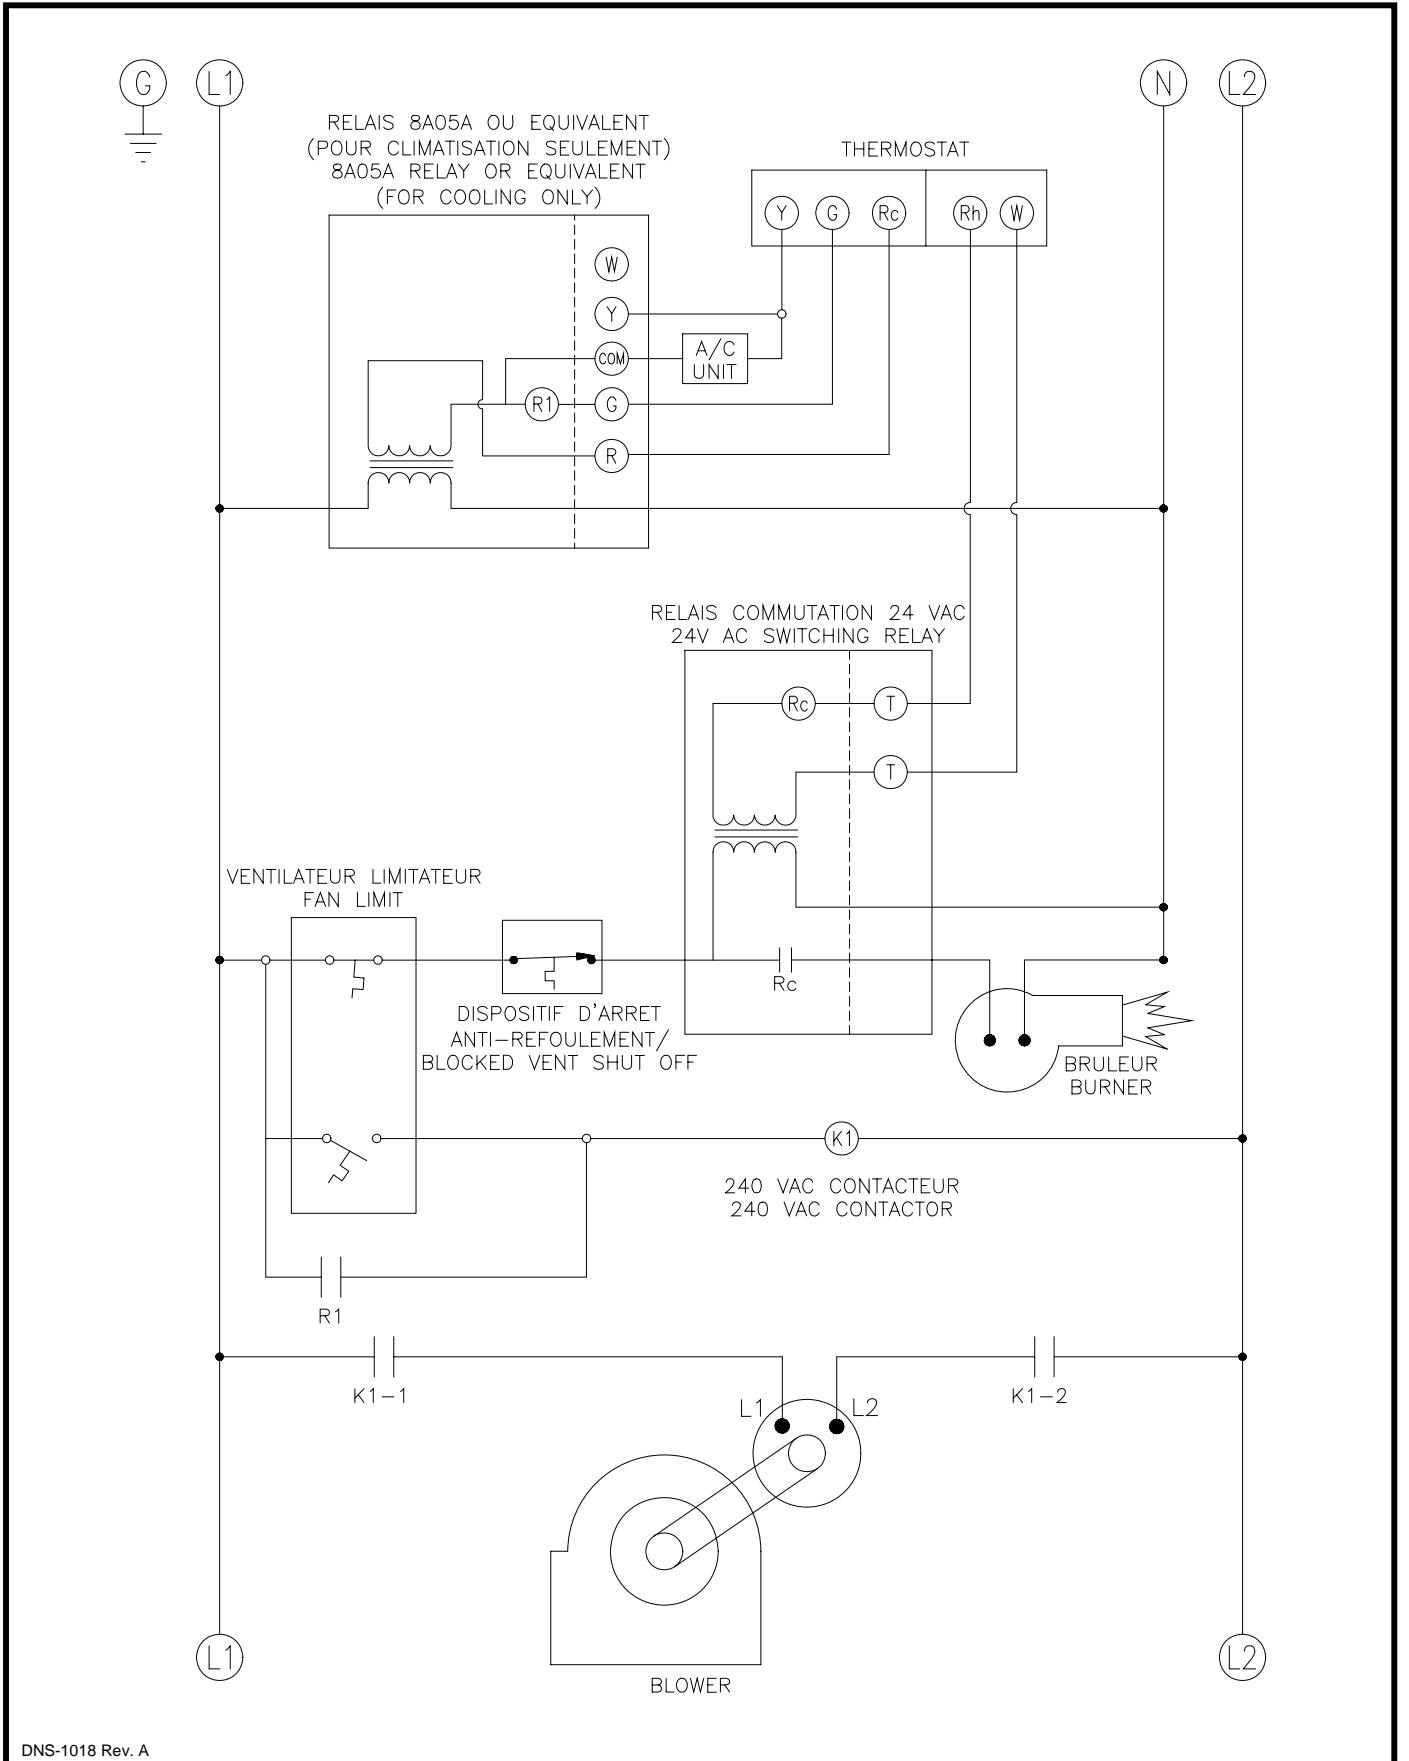 G
L1
N
L2
RELAIS 8A05A OU EQUIVALENT
(POUR CLIMATISATION SEULEMENT)
8A05A RELAY OR EQUIVALENT
(FOR COOLING ONLY)
THERMOSTAT
Y
G
Rc
Rh
W
W
Y
COM
A/C
UNIT
R1
G
R
RELAIS COMMUTATION 24 VAC
24V AC SWITCHING RELAY
Rc
T
T
VENTILATEUR LIMITATEUR
FAN LIMIT
Rc
DISPOSITIF D'ARRET
ANTI-REFOULEMENT/
BLOCKED VENT SHUT OFF
BRULEUR
BURNER
K1
240 VAC CONTACTEUR
240 VAC CONTACTOR
R1
K1-1
K1-2
L1
L2
L1
L2
BLOWER
DNS-1018 Rev. A